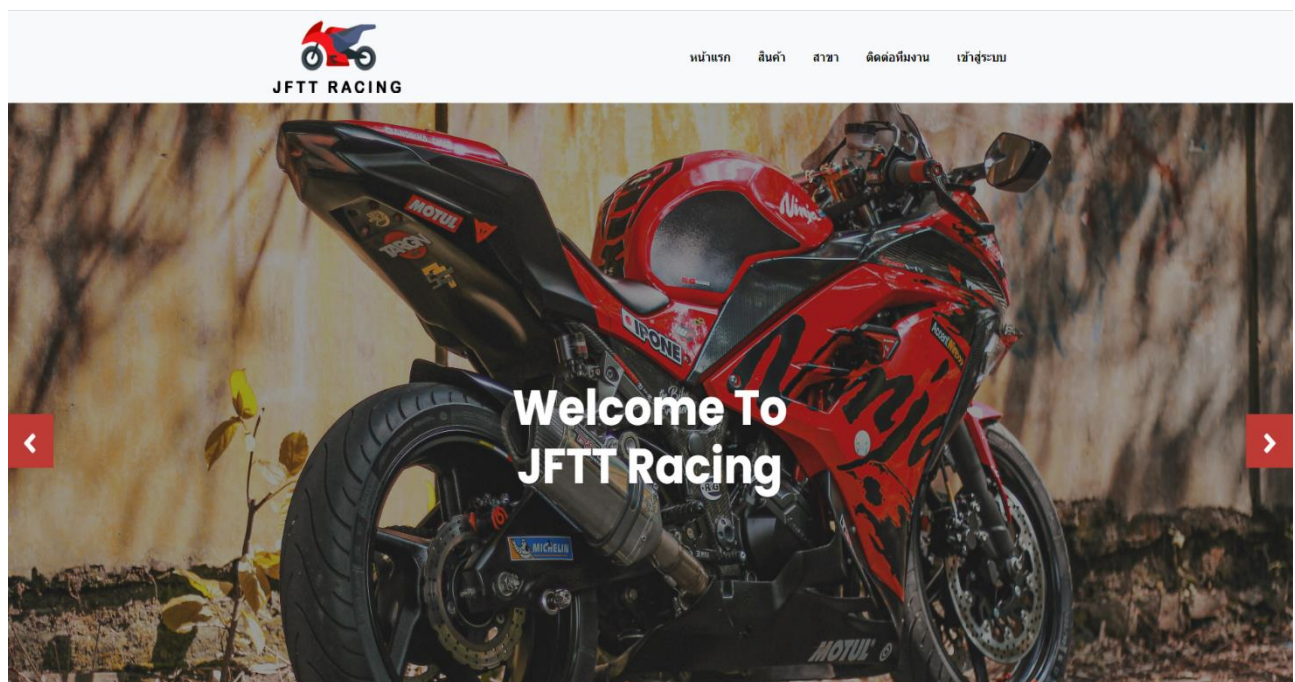 JFTT RACING
หน้าแรก สินค้า สาขา ติดต่อทีมงาน เข้าสู่ระบบ
Ninja
MOTUL
TARGN
IPONE
Ninja
Welcome To
JFTT Racing
MICHELIN
MOTUL